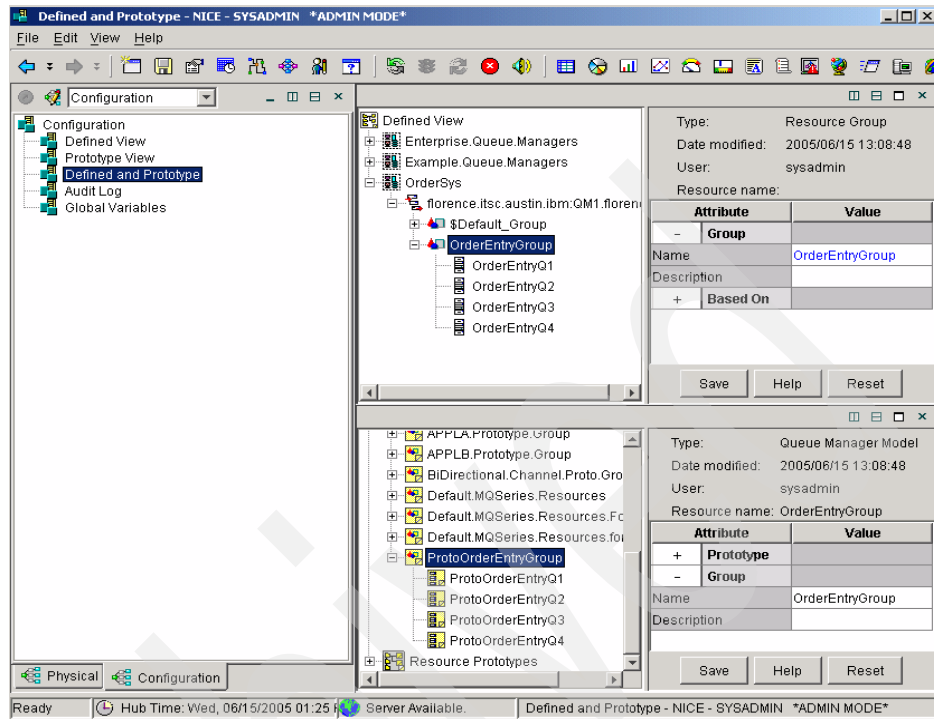 Defined and Prototype - NICE - SYSADMIN *ADMIN MODE*
File Edit View Help
Configuration
Configuration
Defined View
Prototype View
Defined and Prototype
Audit Log
Global Variables
Physical
Configuration
Defined View
Enterprise.Queue.Managers
Example.Queue.Managers
OrderSys
florence.itsc.austin.ibm:QM1.floren
$Default_Group
OrderEntryGroup
OrderEntryQ1
OrderEntryQ2
OrderEntryQ3
OrderEntryQ4
Type: Resource Group
Date modified: 2005/06/15 13:08:48
User: sysadmin
Resource name:
Attribute Value
- Group
Name OrderEntryGroup
Description
+ Based On
Save Help Reset
APPLA.Prototype.Group
APPLB.Prototype.Group
BiDirectional.Channel.Proto.Gro
Default.MQSeries.Resources
Default.MQSeries.Resources.Fo
Default.MQSeries.Resources.for
ProtoOrderEntryGroup
ProtoOrderEntryQ1
ProtoOrderEntryQ2
ProtoOrderEntryQ3
ProtoOrderEntryQ4
Resource Prototypes
Type: Queue Manager Model
Date modified: 2005/06/15 13:08:48
User: sysadmin
Resource name: OrderEntryGroup
Attribute Value
+ Prototype
- Group
Name OrderEntryGroup
Description
Save Help Reset
Ready
Hub Time: Wed, 06/15/2005 01:25
Server Available.
Defined and Prototype - NICE - SYSADMIN *ADMIN MODE*